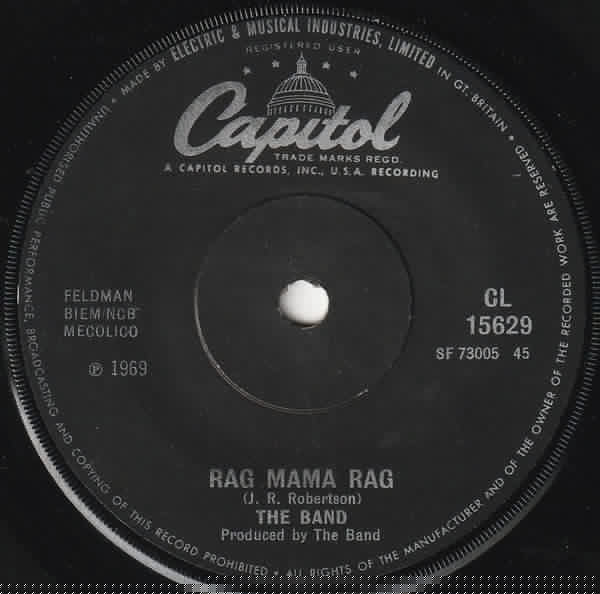 MADE BY ELECTRIC & MUSICAL INDUSTRIES, LIMITED IN GT. BRITAIN • ALL RIGHTS OF THE MANUFACTURER AND OF THE OWNER OF THE RECORDED WORK ARE RESERVED
UNAUTHORIZED PUBLIC PERFORMANCE, BROADCASTING AND COPYING OF THIS RECORD PROHIBITED •
REGISTERED USER
Capitol
TRADE MARKS REGD.
A CAPITOL RECORDS, INC., U.S.A. RECORDING
FELDMAN
BIEM/NCB
MECOLICO
℗ 1969
CL
15629
SF 73005 45
RAG MAMA RAG
(J. R. Robertson)
THE BAND
Produced by The Band